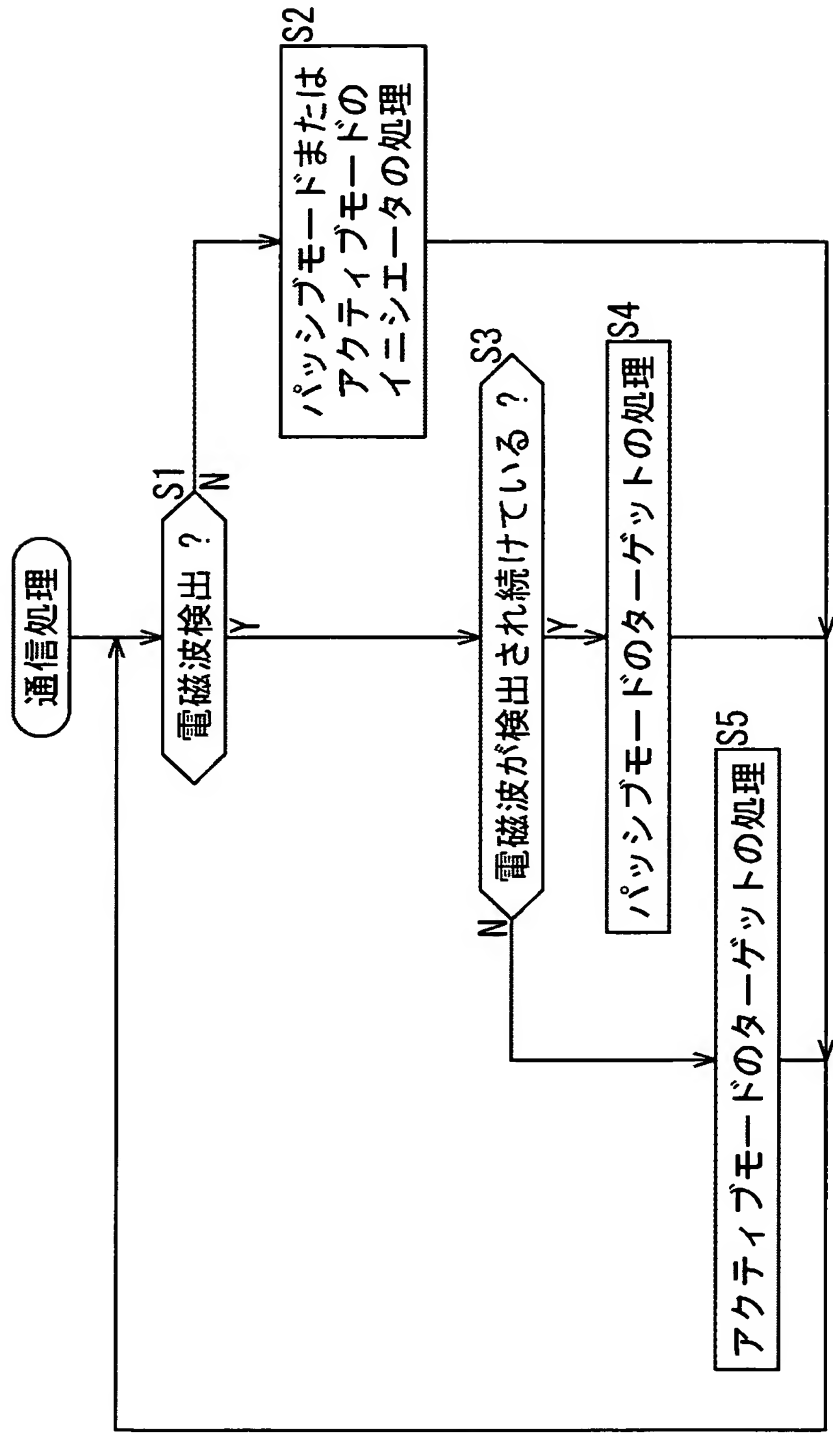 通信処理
電磁波検出 ?
S1
N
Y
パッシブモードまたは
アクティブモードの
イニシエータの処理
S2
電磁波が検出され続けている ?
S3
N
Y
パッシブモードのターゲットの処理
S4
アクティブモードのターゲットの処理
S5